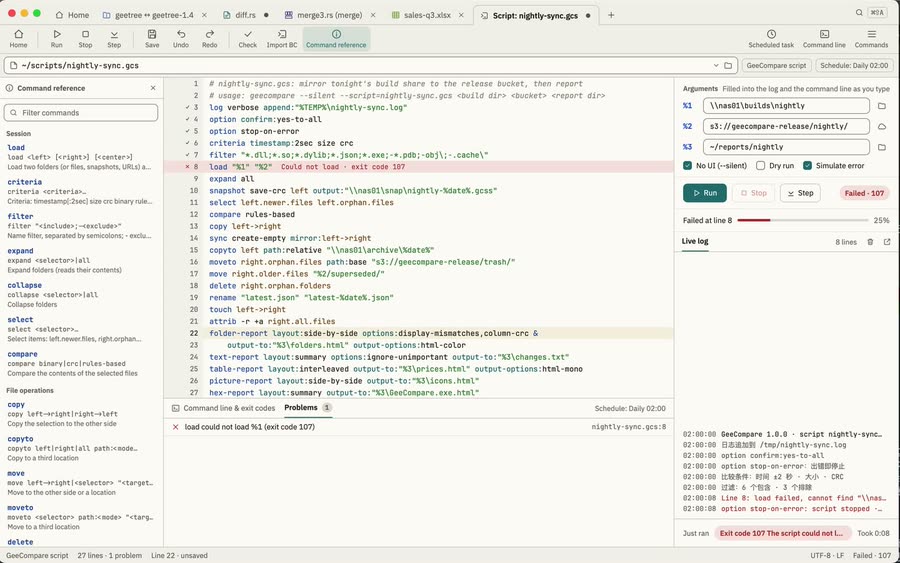 Home
geetree ↔ geetree-1.4
diff.rs
merge3.rs (merge)
sales-q3.xlsx
Script: nightly-sync.gcs
⌘⇧A
Home
Run
Stop
Step
Save
Undo
Redo
Check
Import BC
Command reference
Scheduled task
Command line
Commands
~/scripts/nightly-sync.gcs
GeeCompare script
Schedule: Daily 02:00
Command reference
Filter commands
Session
load
load <left> [<right>] [<center>]
Load two folders (or files, snapshots, URLs) a…
criteria
criteria <criteria>…
Criteria: timestamp[:2sec] size crc binary rule…
filter
filter "<include>;-<exclude>"
Name filter, separated by semicolons; - exclu…
expand
expand <selector>|all
Expand folders (reads their contents)
collapse
collapse <selector>|all
Collapse folders
select
select <selector>…
Select items: left.newer.files, right.orphan…
compare
compare binary|crc|rules-based
Compare the contents of the selected files
File operations
copy
copy left->right|right->left
Copy the selection to the other side
copyto
copyto left|right|all path:<mode…
Copy to a third location
move
move left->right|<selector> "<target…
Move to the other side or a location
moveto
moveto <selector> path:<mode> "<targ…
Move to a third location
delete
1 # nightly-sync.gcs: mirror tonight's build share to the release bucket, then report
2 # usage: geecompare --silent --script=nightly-sync.gcs <build dir> <bucket> <report dir>
3 log verbose append:"%TEMP%\nightly-sync.log"
4 option confirm:yes-to-all
5 option stop-on-error
6 criteria timestamp:2sec size crc
7 filter "*.dll;*.so;*.dylib;*.json;*.exe;-*.pdb;-obj\;-.cache\"
8 load "%1" "%2" Could not load · exit code 107
9 expand all
10 snapshot save-crc left output:"\\nas01\snap\nightly-%date%.gcss"
11 select left.newer.files left.orphan.files
12 compare rules-based
13 copy left->right
14 sync create-empty mirror:left->right
15 copyto left path:relative "\\nas01\archive\%date%"
16 moveto right.orphan.files path:base "s3://geecompare-release/trash/"
17 move right.older.files "%2/superseded/"
18 delete right.orphan.folders
19 rename "latest.json" "latest-%date%.json"
20 touch left->right
21 attrib -r +a right.all.files
22 folder-report layout:side-by-side options:display-mismatches,column-crc &
23 output-to:"%3\folders.html" output-options:html-color
24 text-report layout:summary options:ignore-unimportant output-to:"%3\changes.txt"
25 table-report layout:interleaved output-to:"%3\prices.html" output-options:html-mono
26 picture-report layout:side-by-side output-to:"%3\icons.html"
27 hex-report layout:summary output-to:"%3\GeeCompare.exe.html"
Command line & exit codes
Problems 1
Schedule: Daily 02:00
load could not load %1 (exit code 107)
nightly-sync.gcs:8
Arguments Filled into the log and the command line as you type
%1 \\nas01\builds\nightly
%2 s3://geecompare-release/nightly/
%3 ~/reports/nightly
No UI (--silent)
Dry run
Simulate error
Run
Stop
Step
Failed · 107
Failed at line 8
25%
Live log
8 lines
02:00:00 GeeCompare 1.0.0 · script nightly-sync…
02:00:00 日志追加到 /tmp/nightly-sync.log
02:00:00 option confirm:yes-to-all
02:00:00 option stop-on-error：出错即停止
02:00:00 比较条件：时间 ±2 秒 · 大小 · CRC
02:00:00 过滤：6 个包含 · 3 个排除
02:00:08 Line 8: load failed, cannot find "\\nas…
02:00:08 option stop-on-error: script stopped ·…
Just ran
Exit code 107 The script could not l…
Took 0:08
GeeCompare script
27 lines · 1 problem
Line 22 · unsaved
UTF-8 · LF
Failed · 107